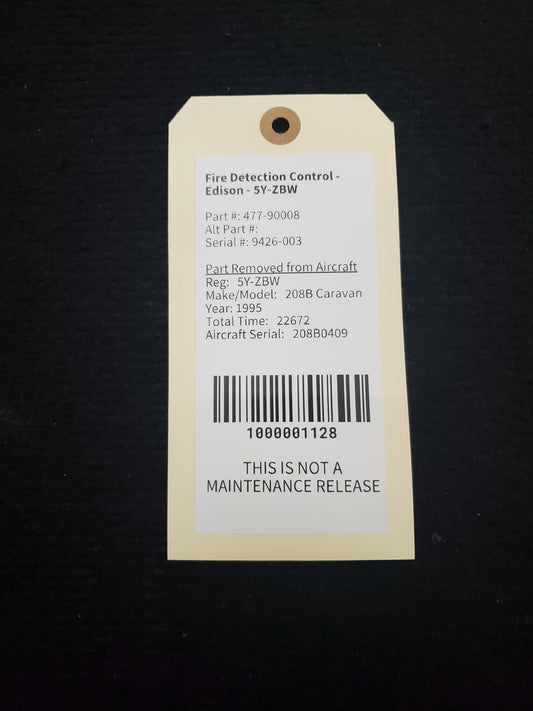 Fire Detection Control -
Edison - 5Y-ZBW
Part #: 477-90008
Alt Part #:
Serial #: 9426-003
Part Removed from Aircraft
Reg: 5Y-ZBW
Make/Model: 208B Caravan
Year: 1995
Total Time: 22672
Aircraft Serial: 208B0409
1000001128
THIS IS NOT A
MAINTENANCE RELEASE